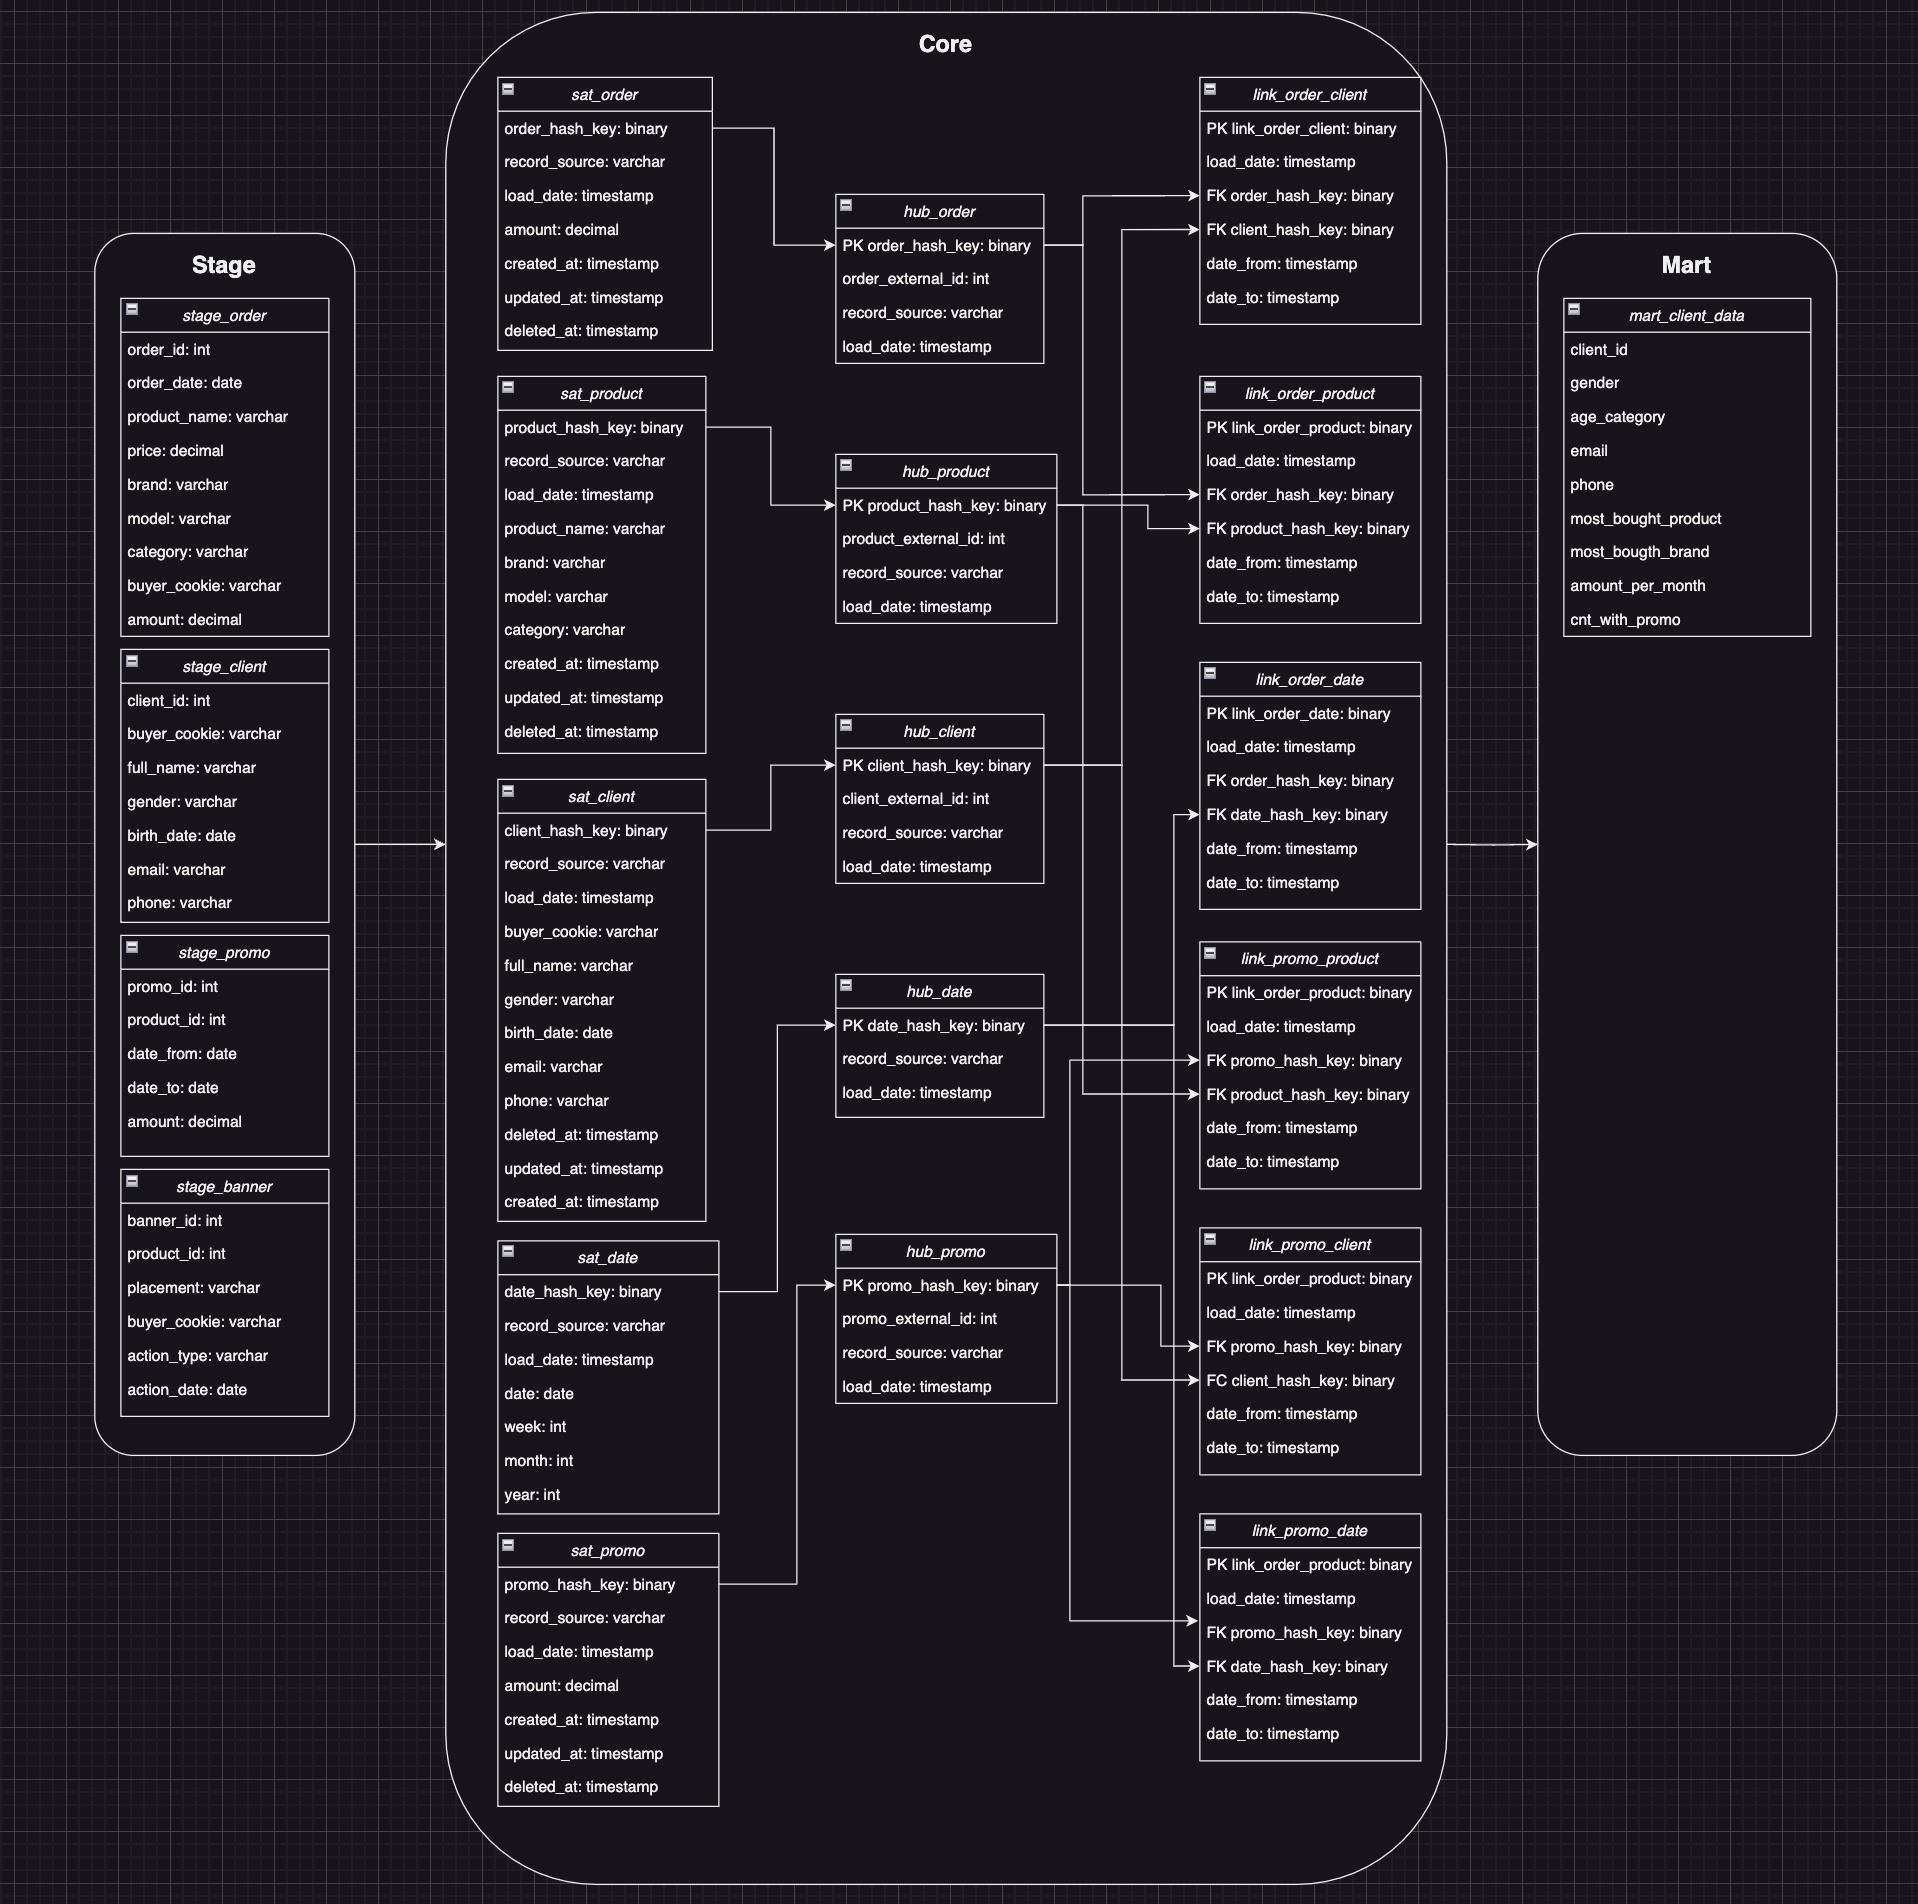 Stage
stage_order
order_id: int
order_date: date
product_name: varchar
price: decimal
brand: varchar
model: varchar
category: varchar
buyer_cookie: varchar
amount: decimal
stage_client
client_id: int
buyer_cookie: varchar
full_name: varchar
gender: varchar
birth_date: date
email: varchar
phone: varchar
stage_promo
promo_id: int
product_id: int
date_from: date
date_to: date
amount: decimal
stage_banner
banner_id: int
product_id: int
placement: varchar
buyer_cookie: varchar
action_type: varchar
action_date: date
Core
sat_order
order_hash_key: binary
record_source: varchar
load_date: timestamp
amount: decimal
created_at: timestamp
updated_at: timestamp
deleted_at: timestamp
sat_product
product_hash_key: binary
record_source: varchar
load_date: timestamp
product_name: varchar
brand: varchar
model: varchar
category: varchar
created_at: timestamp
updated_at: timestamp
deleted_at: timestamp
sat_client
client_hash_key: binary
record_source: varchar
load_date: timestamp
buyer_cookie: varchar
full_name: varchar
gender: varchar
birth_date: date
email: varchar
phone: varchar
deleted_at: timestamp
updated_at: timestamp
created_at: timestamp
sat_date
date_hash_key: binary
record_source: varchar
load_date: timestamp
date: date
week: int
month: int
year: int
sat_promo
promo_hash_key: binary
record_source: varchar
load_date: timestamp
amount: decimal
created_at: timestamp
updated_at: timestamp
deleted_at: timestamp
hub_order
PK order_hash_key: binary
order_external_id: int
record_source: varchar
load_date: timestamp
hub_product
PK product_hash_key: binary
product_external_id: int
record_source: varchar
load_date: timestamp
hub_client
PK client_hash_key: binary
client_external_id: int
record_source: varchar
load_date: timestamp
hub_date
PK date_hash_key: binary
record_source: varchar
load_date: timestamp
hub_promo
PK promo_hash_key: binary
promo_external_id: int
record_source: varchar
load_date: timestamp
link_order_client
PK link_order_client: binary
load_date: timestamp
FK order_hash_key: binary
FK client_hash_key: binary
date_from: timestamp
date_to: timestamp
link_order_product
PK link_order_product: binary
load_date: timestamp
FK order_hash_key: binary
FK product_hash_key: binary
date_from: timestamp
date_to: timestamp
link_order_date
PK link_order_date: binary
load_date: timestamp
FK order_hash_key: binary
FK date_hash_key: binary
date_from: timestamp
date_to: timestamp
link_promo_product
PK link_order_product: binary
load_date: timestamp
FK promo_hash_key: binary
FK product_hash_key: binary
date_from: timestamp
date_to: timestamp
link_promo_client
PK link_order_product: binary
load_date: timestamp
FK promo_hash_key: binary
FC client_hash_key: binary
date_from: timestamp
date_to: timestamp
link_promo_date
PK link_order_product: binary
load_date: timestamp
FK promo_hash_key: binary
FK date_hash_key: binary
date_from: timestamp
date_to: timestamp
Mart
mart_client_data
client_id
gender
age_category
email
phone
most_bought_product
most_bougth_brand
amount_per_month
cnt_with_promo